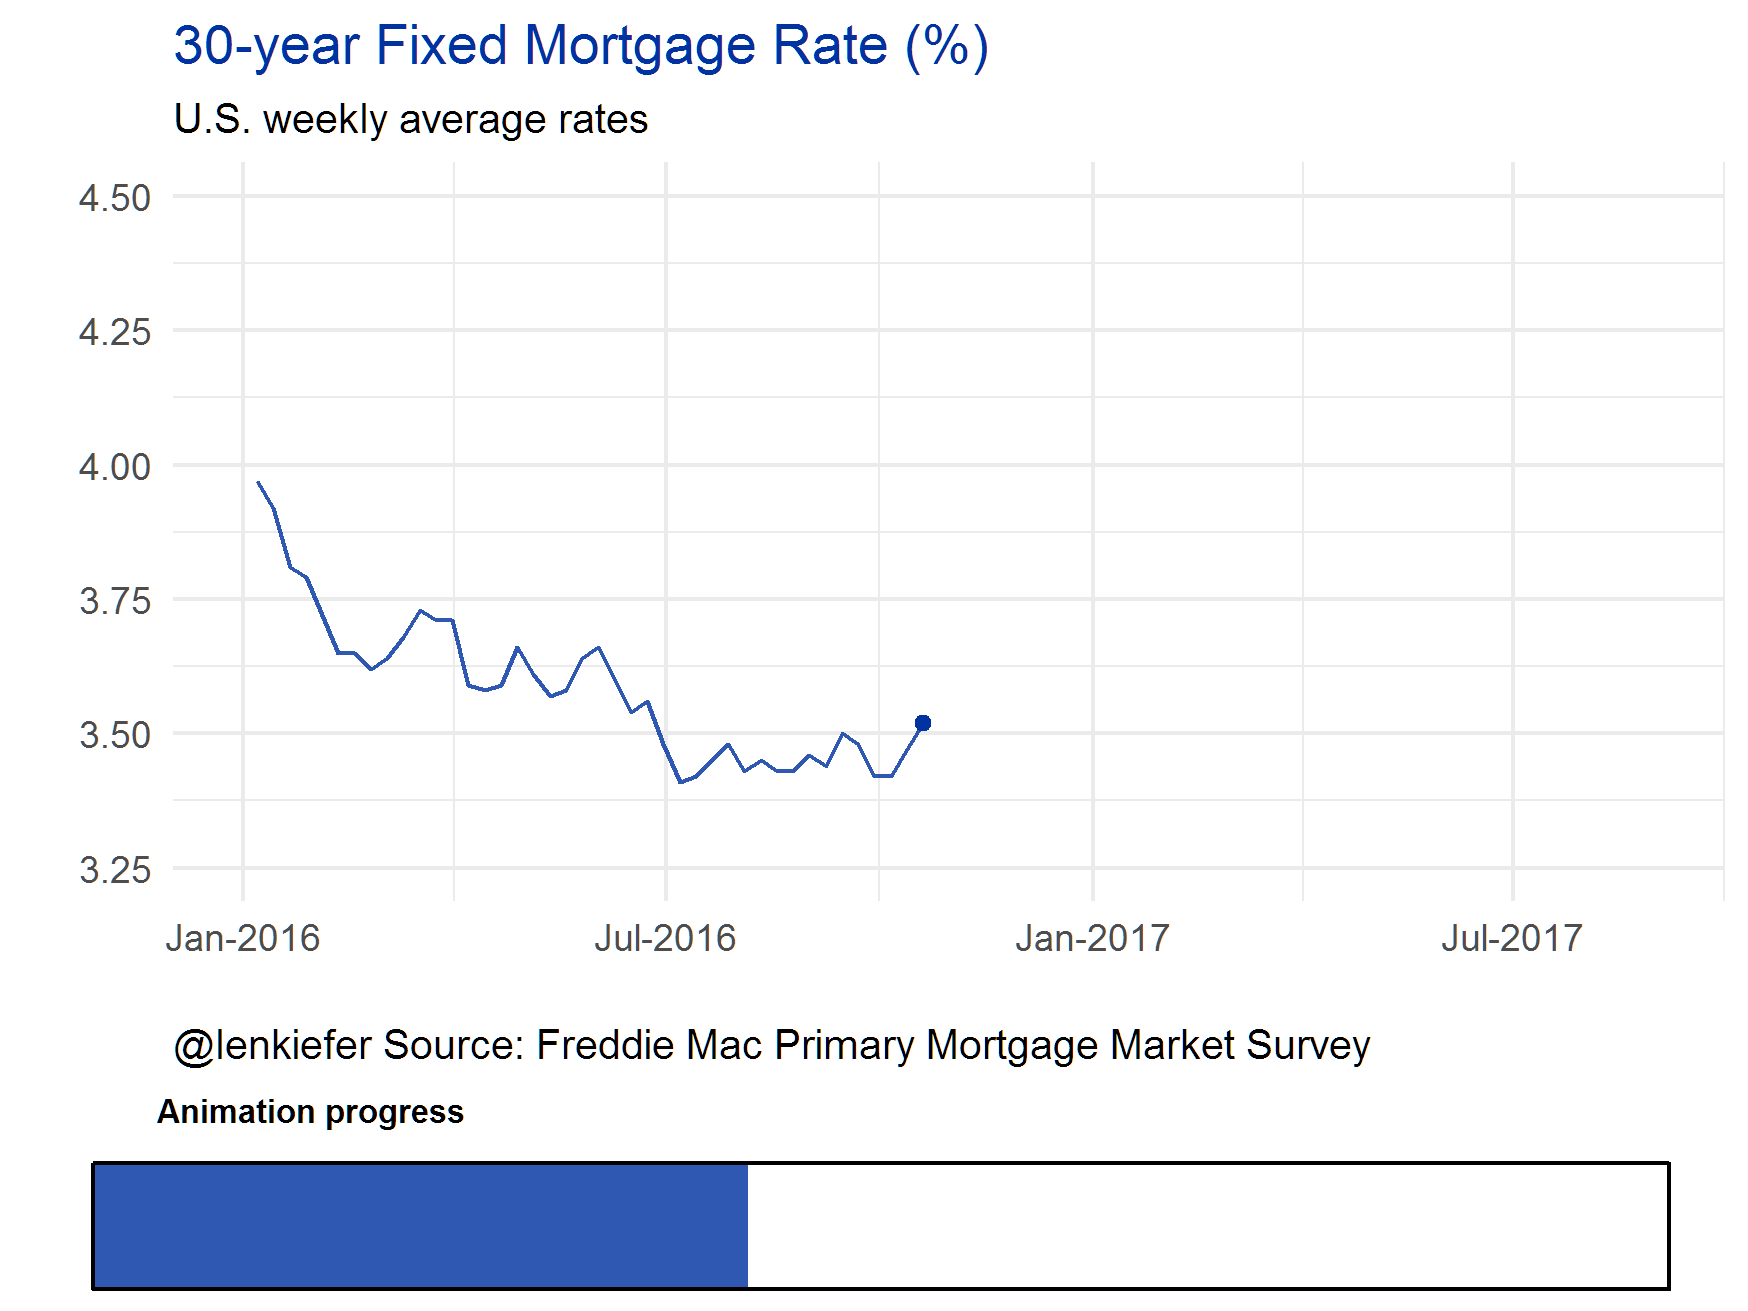 30-year Fixed Mortgage Rate (%)
U.S. weekly average rates
4.50
4.25
4.00
3.75
3.50
3.25
Jan-2016 Jul-2016 Jan-2017 Jul-2017
@lenkiefer Source: Freddie Mac Primary Mortgage Market Survey
Animation progress